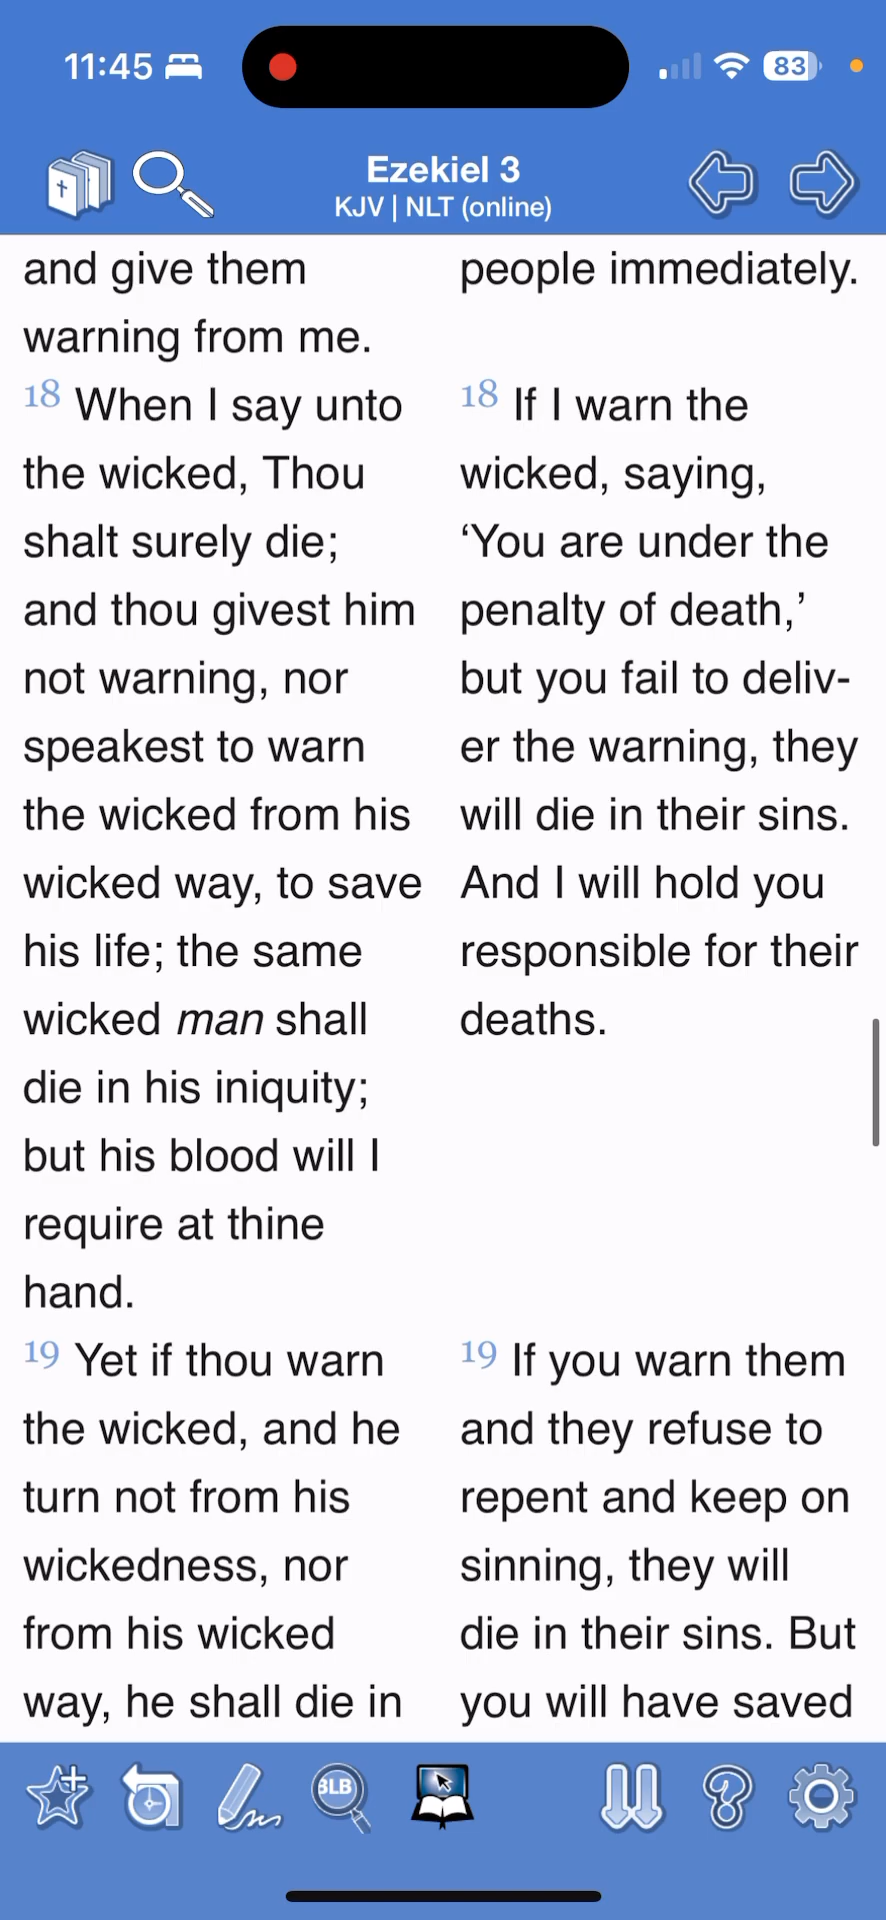 11:45
83
Ezekiel 3
KJV | NLT (online)
and give them
warning from me.
18 When I say unto
the wicked, Thou
shalt surely die;
and thou givest him
not warning, nor
speakest to warn
the wicked from his
wicked way, to save
his life; the same
wicked man shall
die in his iniquity;
but his blood will I
require at thine
hand.
19 Yet if thou warn
the wicked, and he
turn not from his
wickedness, nor
from his wicked
way, he shall die in
people immediately.
18 If I warn the
wicked, saying,
‘You are under the
penalty of death,’
but you fail to deliv-
er the warning, they
will die in their sins.
And I will hold you
responsible for their
deaths.
19 If you warn them
and they refuse to
repent and keep on
sinning, they will
die in their sins. But
you will have saved
BLB